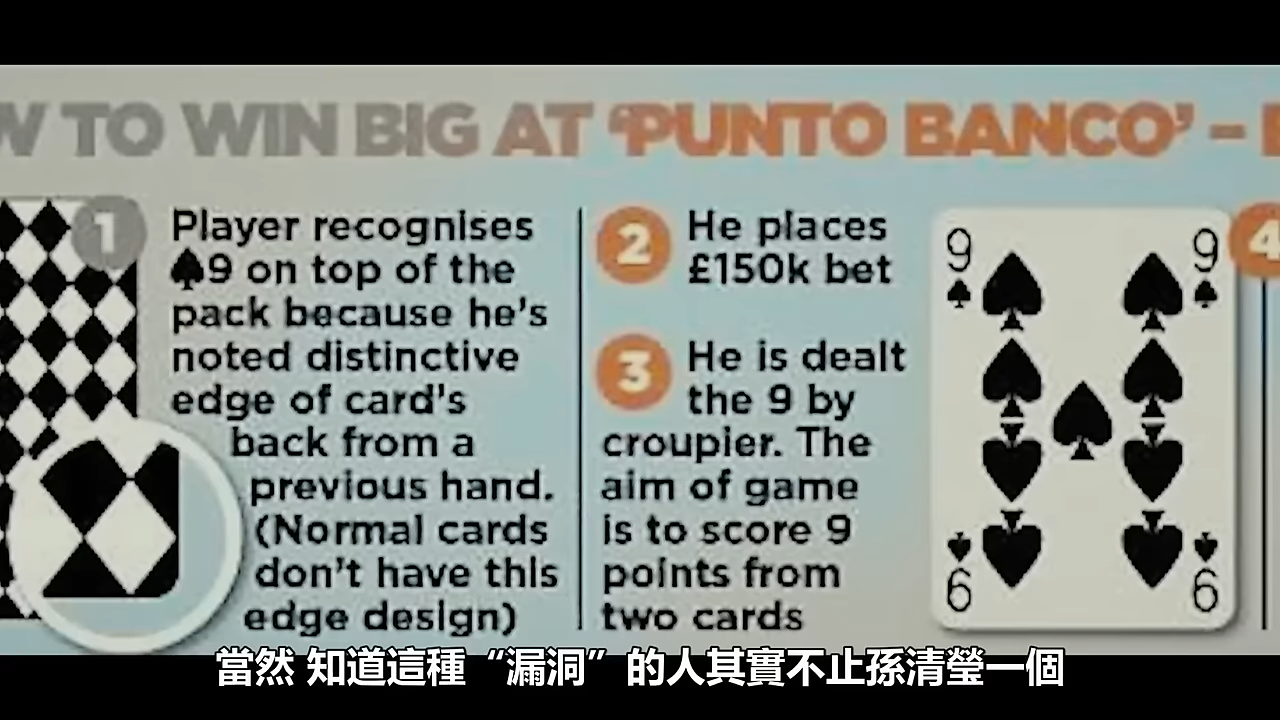 W TO WIN BIG AT ‘PUNTO BANCO’ –
1
Player recognises
♠9 on top of the
pack because he’s
noted distinctive
edge of card’s
back from a
previous hand.
(Normal cards
don’t have this
edge design)
2
He places
£150k bet
3
He is dealt
the 9 by
croupier. The
aim of game
is to score 9
points from
two cards
9
9
9
9
4
當然 知道這種“漏洞”的人其實不止孫清瑩一個